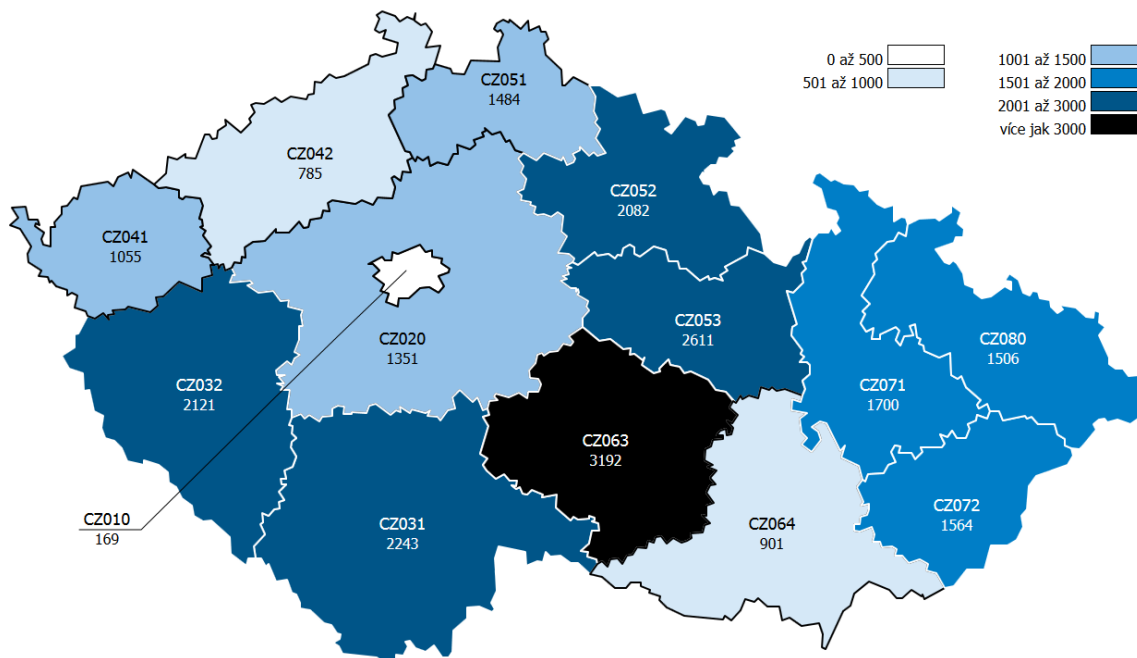 0 až 500
501 až 1000
1001 až 1500
1501 až 2000
2001 až 3000
více jak 3000
CZ051
1484
CZ042
785
CZ052
2082
CZ041
1055
CZ053
2611
CZ020
1351
CZ080
1506
CZ032
2121
CZ071
1700
CZ063
3192
CZ010
169
CZ031
2243
CZ064
901
CZ072
1564